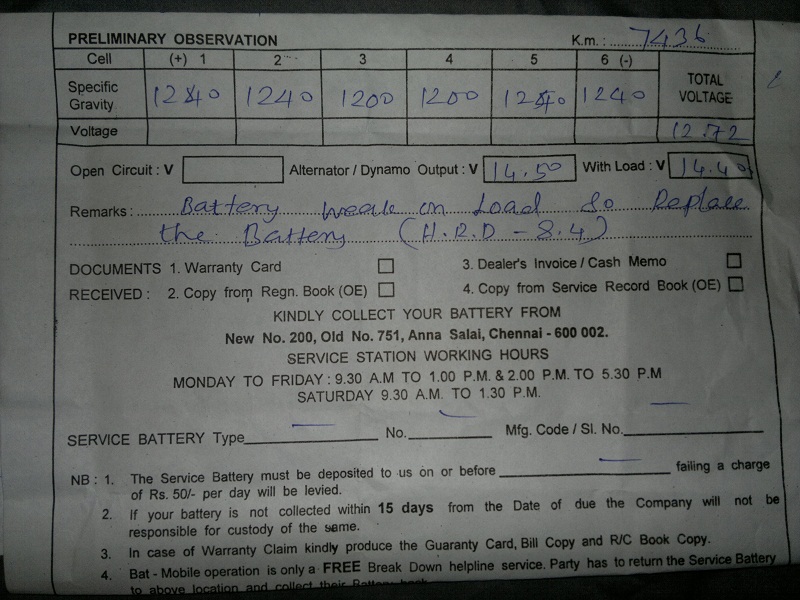 PRELIMINARY OBSERVATION K.m. : 7436
Cell (+) 1 2 3 4 5 6 (-) TOTAL VOLTAGE
Specific Gravity 1240 1240 1200 1200 1240 1240
Voltage 12.72
Open Circuit : V Alternator / Dynamo Output : V 14.50 With Load : V 14.40
Remarks : Battery weak on Load So Replace
the Battery (H.R.D - 8.4)
DOCUMENTS 1. Warranty Card 3. Dealer's Invoice / Cash Memo
RECEIVED : 2. Copy from Regn. Book (OE) 4. Copy from Service Record Book (OE)
KINDLY COLLECT YOUR BATTERY FROM
New No. 200, Old No. 751, Anna Salai, Chennai - 600 002.
SERVICE STATION WORKING HOURS
MONDAY TO FRIDAY : 9.30 A.M TO 1.00 P.M. & 2.00 P.M. TO 5.30 P.M
SATURDAY 9.30 A.M. TO 1.30 P.M.
SERVICE BATTERY Type No. Mfg. Code / Sl. No.
NB : 1. The Service Battery must be deposited to us on or before failing a charge
of Rs. 50/- per day will be levied.
2. If your battery is not collected within 15 days from the Date of due the Company will not be
responsible for custody of the same.
3. In case of Warranty Claim kindly produce the Guaranty Card, Bill Copy and R/C Book Copy.
4. Bat - Mobile operation is only a FREE Break Down helpline service. Party has to return the Service Battery
to above location and collect their Battery back.